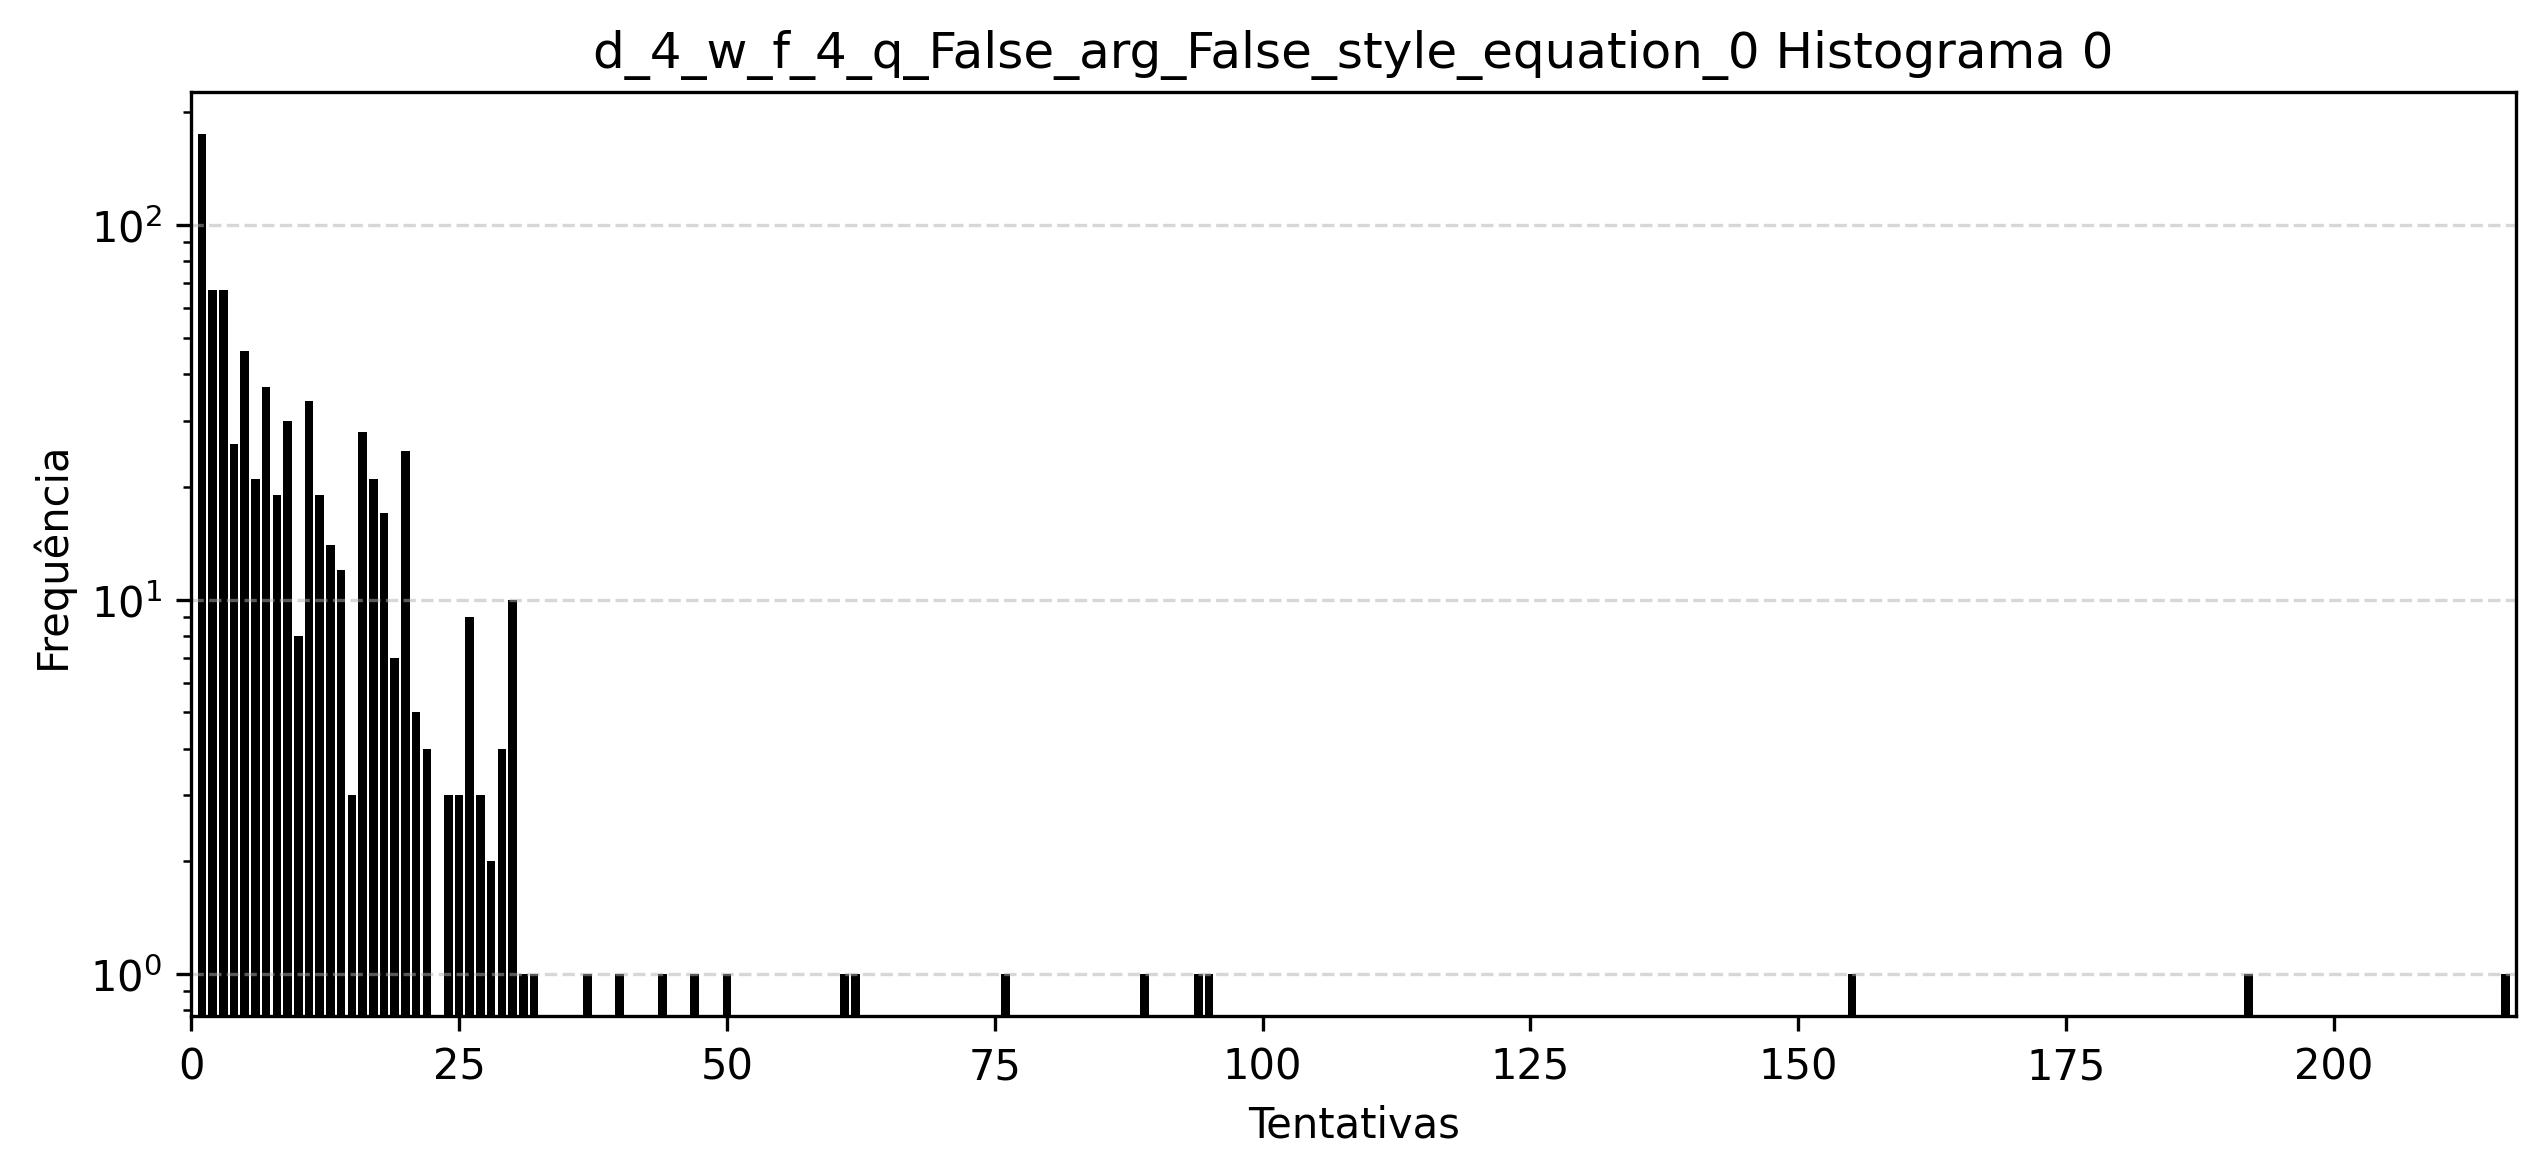 d_4_w_f_4_q_False_arg_False_style_equation_0 Histograma 0
Frequência
10²
10¹
10⁰
0 25 50 75 100 125 150 175 200
Tentativas